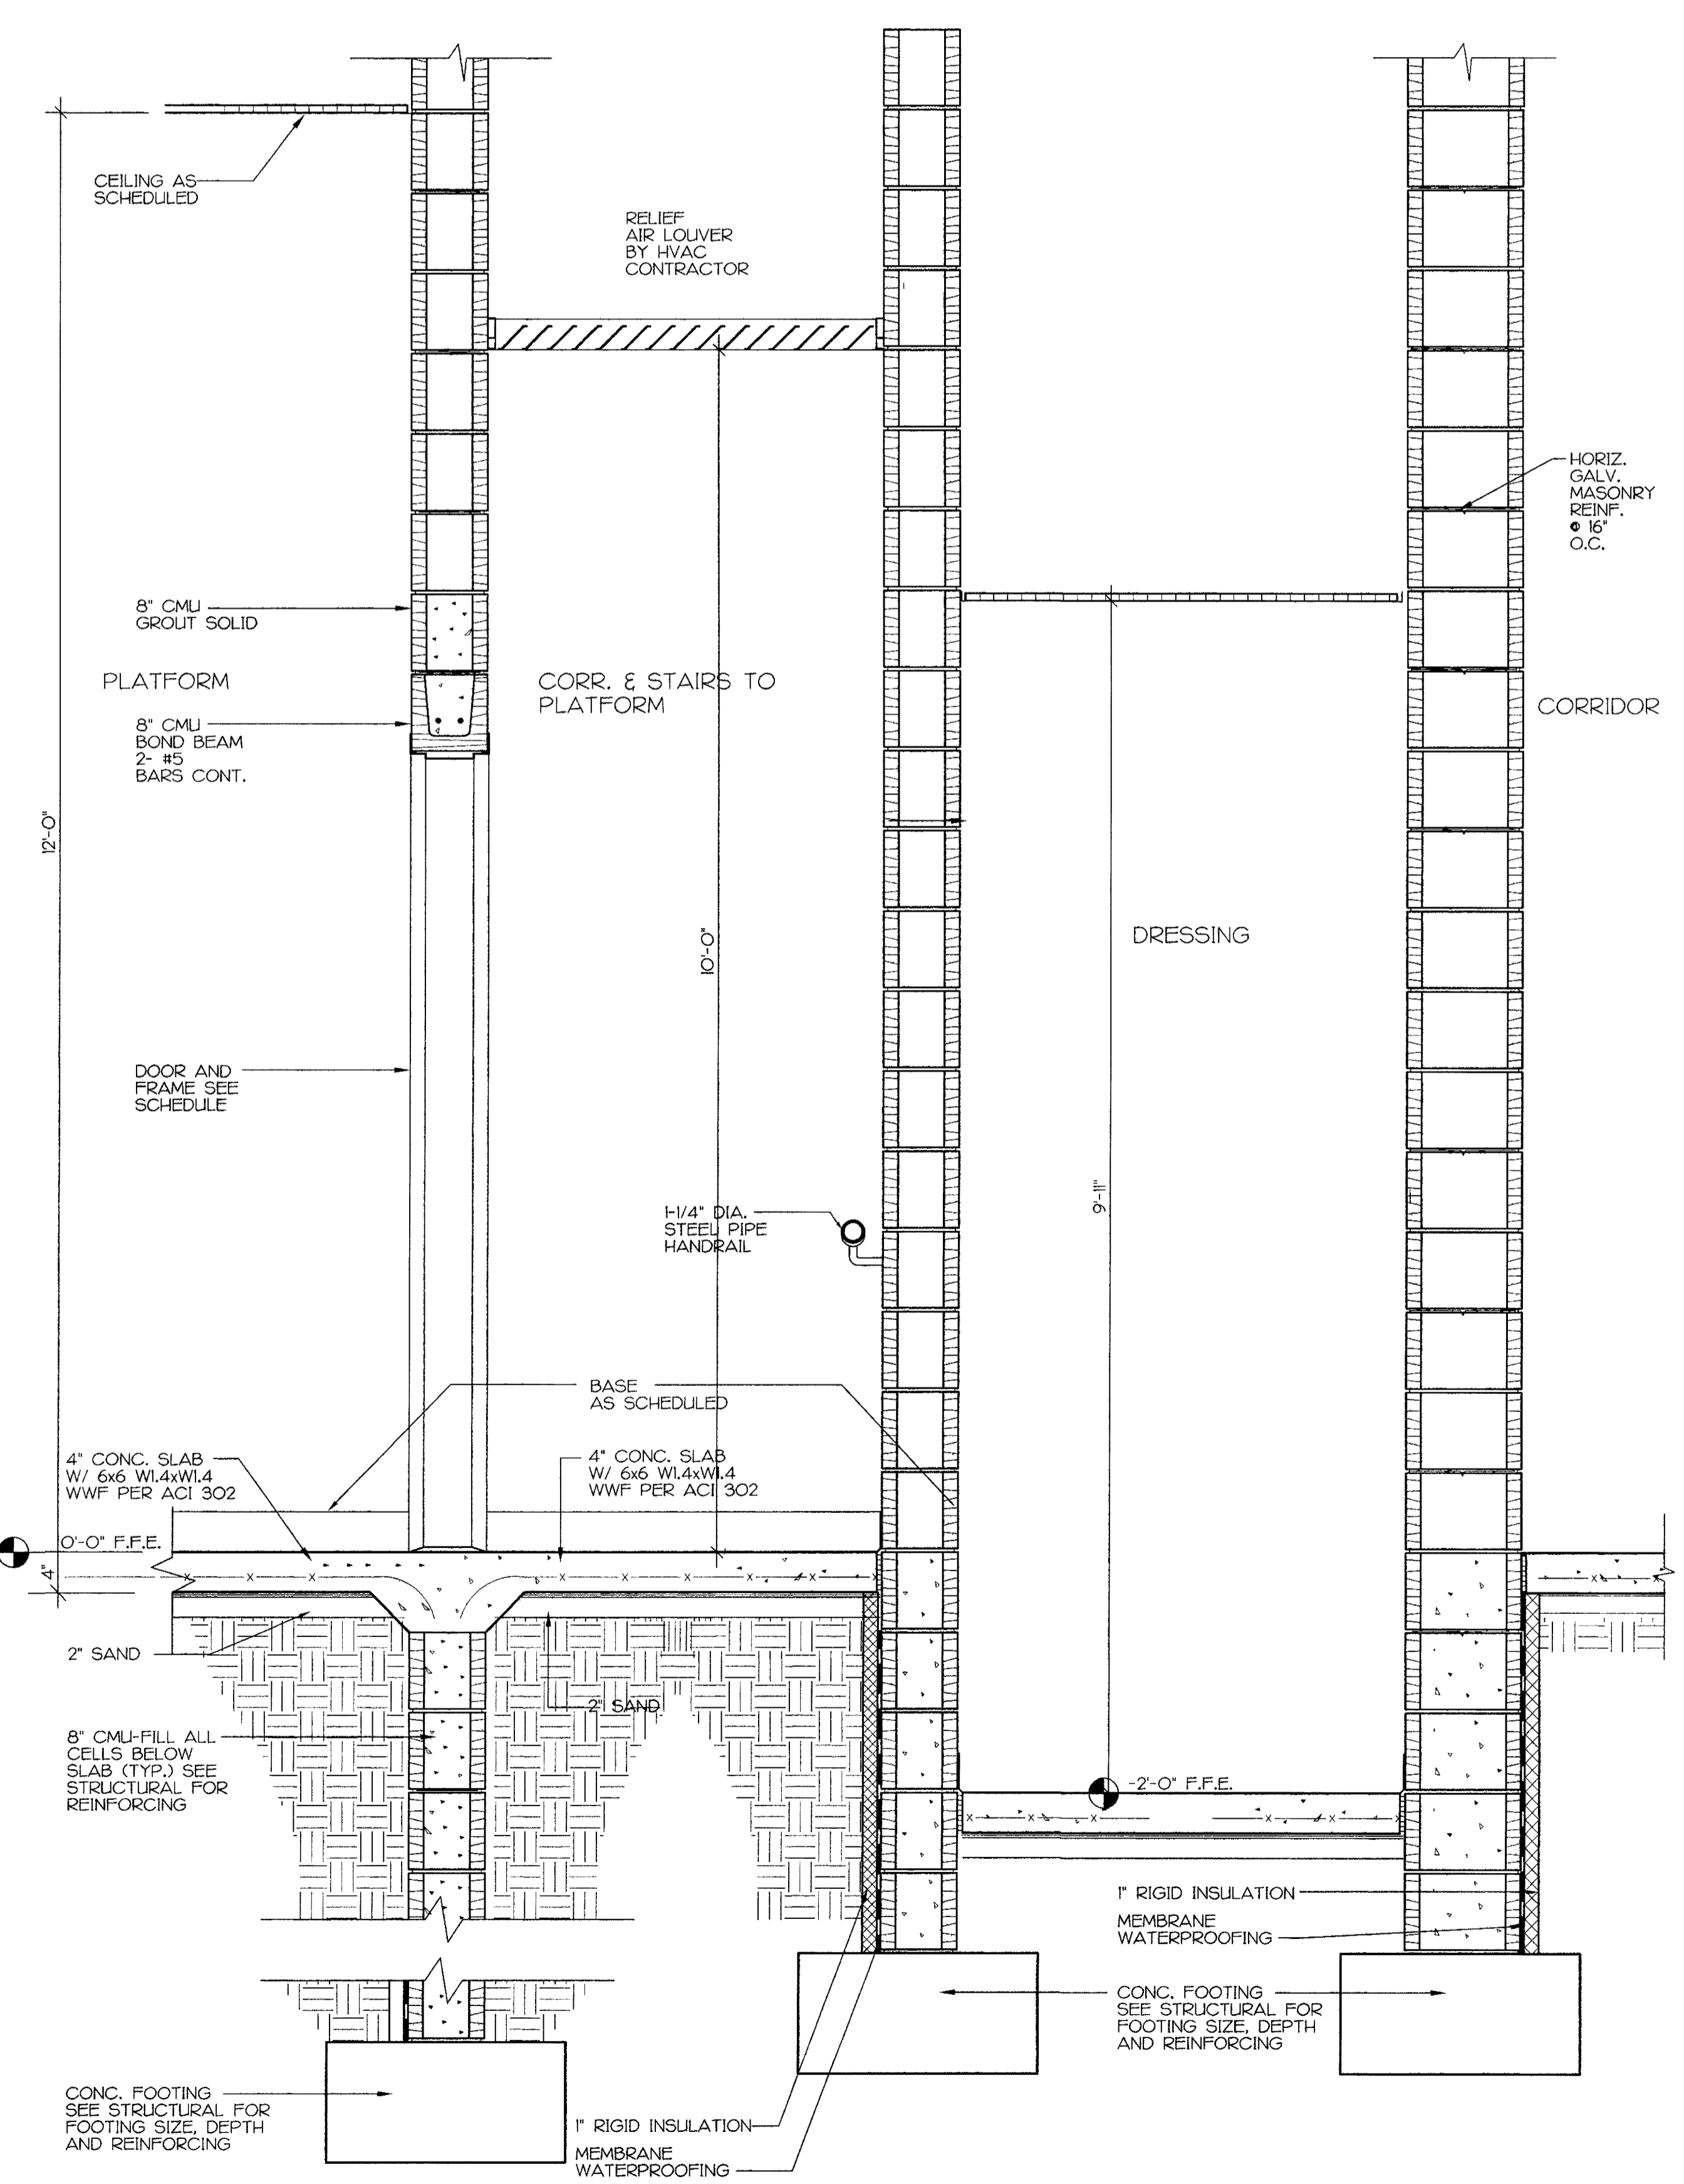 CEILING AS
SCHEDULED
RELIEF
AIR LOUVER
BY HVAC
CONTRACTOR
HORIZ.
GALV.
MASONRY
REINF.
@ 16"
O.C.
8" CMU
GROUT SOLID
PLATFORM
CORR. & STAIRS TO
PLATFORM
CORRIDOR
8" CMU
BOND BEAM
2- #5
BARS CONT.
12'-0"
10'-0"
DRESSING
DOOR AND
FRAME SEE
SCHEDULE
9'-11"
1-1/4" DIA.
STEEL PIPE
HANDRAIL
BASE
AS SCHEDULED
4" CONC. SLAB
W/ 6x6 W1.4xW1.4
WWF PER ACI 302
4" CONC. SLAB
W/ 6x6 W1.4xW1.4
WWF PER ACI 302
0'-0" F.F.E.
4"
2" SAND
2" SAND
8" CMU-FILL ALL
CELLS BELOW
SLAB (TYP.) SEE
STRUCTURAL FOR
REINFORCING
-2'-0" F.F.E.
1" RIGID INSULATION
MEMBRANE
WATERPROOFING
CONC. FOOTING
SEE STRUCTURAL FOR
FOOTING SIZE, DEPTH
AND REINFORCING
CONC. FOOTING
SEE STRUCTURAL FOR
FOOTING SIZE, DEPTH
AND REINFORCING
1" RIGID INSULATION
MEMBRANE
WATERPROOFING